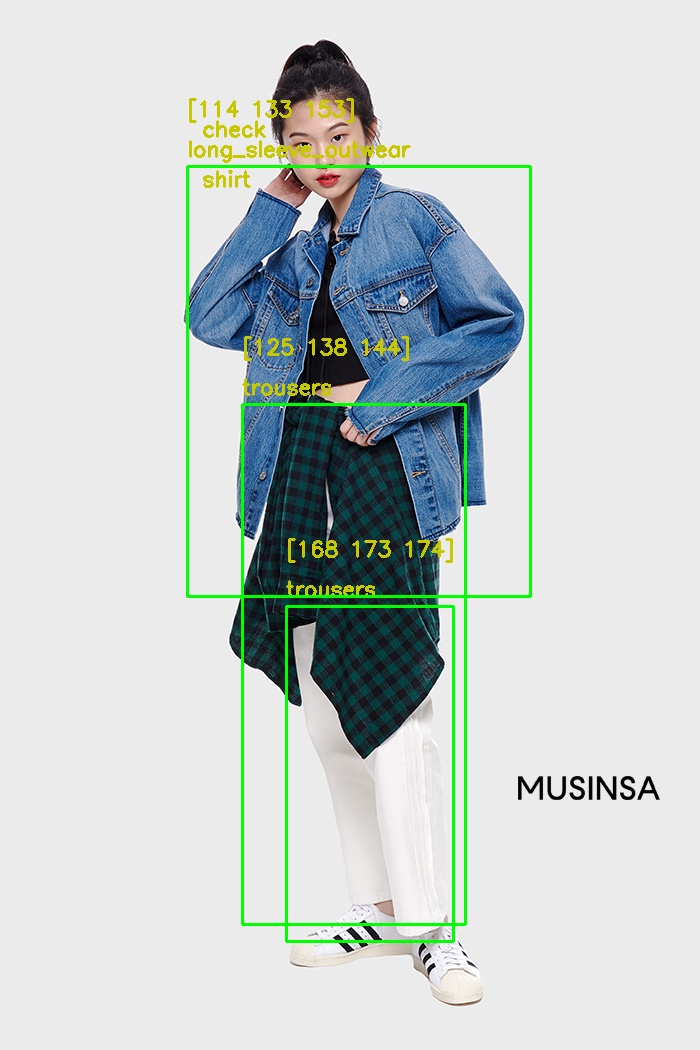 [114 133 153]
check
long_sleeve_outwear
shirt
[125 138 144]
trousers
[168 173 174]
trousers
MUSINSA